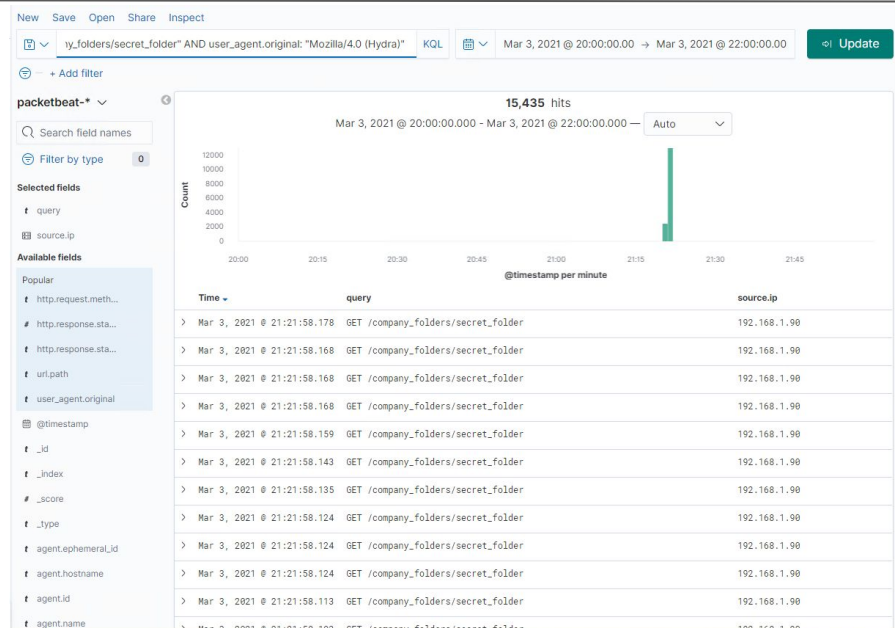 New Save Open Share Inspect
ny_folders/secret_folder" AND user_agent.original: "Mozilla/4.0 (Hydra)" KQL Mar 3, 2021 @ 20:00:00.00 → Mar 3, 2021 @ 22:00:00.00 Update
+ Add filter
packetbeat-*
Search field names
Filter by type 0
Selected fields
t query
source.ip
Available fields
Popular
t http.request.meth...
# http.response.sta...
t http.response.sta...
t url.path
t user_agent.original
@timestamp
t _id
t _index
# _score
t _type
t agent.ephemeral_id
t agent.hostname
t agent.id
t agent.name
15,435 hits
Mar 3, 2021 @ 20:00:00.000 - Mar 3, 2021 @ 22:00:00.000 — Auto
Count
12000
10000
8000
6000
4000
2000
0
20:00 20:15 20:30 20:45 21:00 21:15 21:30 21:45
@timestamp per minute
Time query source.ip
Mar 3, 2021 @ 21:21:58.178 GET /company_folders/secret_folder 192.168.1.90
Mar 3, 2021 @ 21:21:58.168 GET /company_folders/secret_folder 192.168.1.90
Mar 3, 2021 @ 21:21:58.168 GET /company_folders/secret_folder 192.168.1.90
Mar 3, 2021 @ 21:21:58.168 GET /company_folders/secret_folder 192.168.1.90
Mar 3, 2021 @ 21:21:58.159 GET /company_folders/secret_folder 192.168.1.90
Mar 3, 2021 @ 21:21:58.143 GET /company_folders/secret_folder 192.168.1.90
Mar 3, 2021 @ 21:21:58.135 GET /company_folders/secret_folder 192.168.1.90
Mar 3, 2021 @ 21:21:58.124 GET /company_folders/secret_folder 192.168.1.90
Mar 3, 2021 @ 21:21:58.124 GET /company_folders/secret_folder 192.168.1.90
Mar 3, 2021 @ 21:21:58.124 GET /company_folders/secret_folder 192.168.1.90
Mar 3, 2021 @ 21:21:58.113 GET /company_folders/secret_folder 192.168.1.90